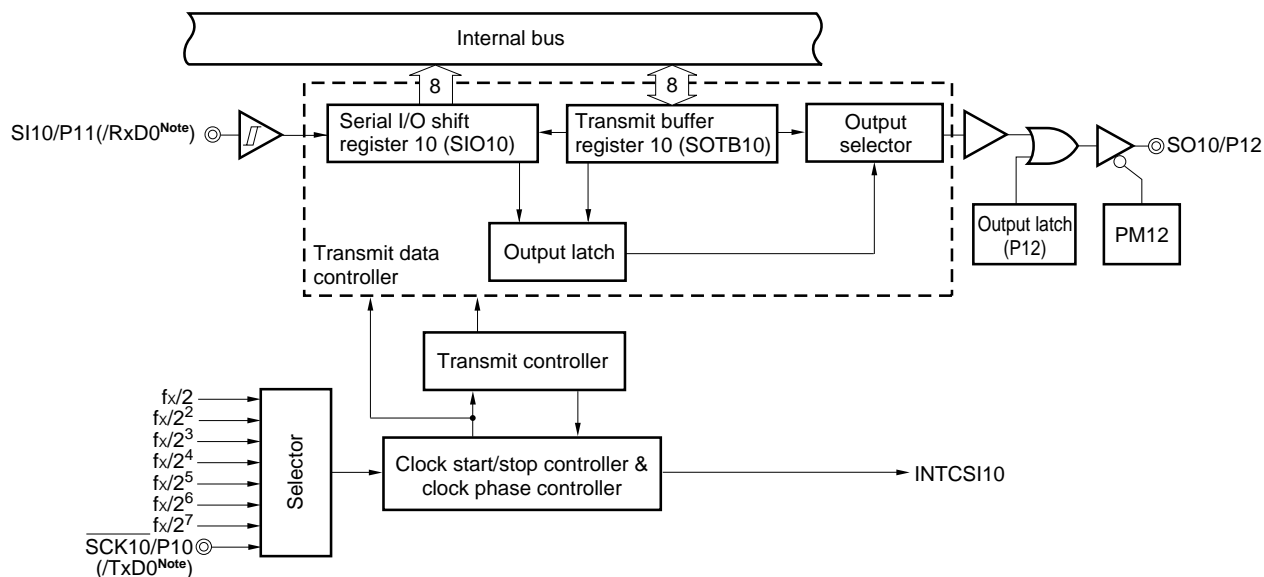 Internal bus
8
8
SI10/P11(/RxD0Note)
Serial I/O shift
register 10 (SIO10)
Transmit buffer
register 10 (SOTB10)
Output
selector
SO10/P12
Output latch
(P12)
PM12
Output latch
Transmit data
controller
Transmit controller
fX/2
fX/2²
fX/2³
fX/2⁴
fX/2⁵
fX/2⁶
fX/2⁷
SCK10/P10
(/TxD0Note)
Selector
Clock start/stop controller &
clock phase controller
INTCSI10